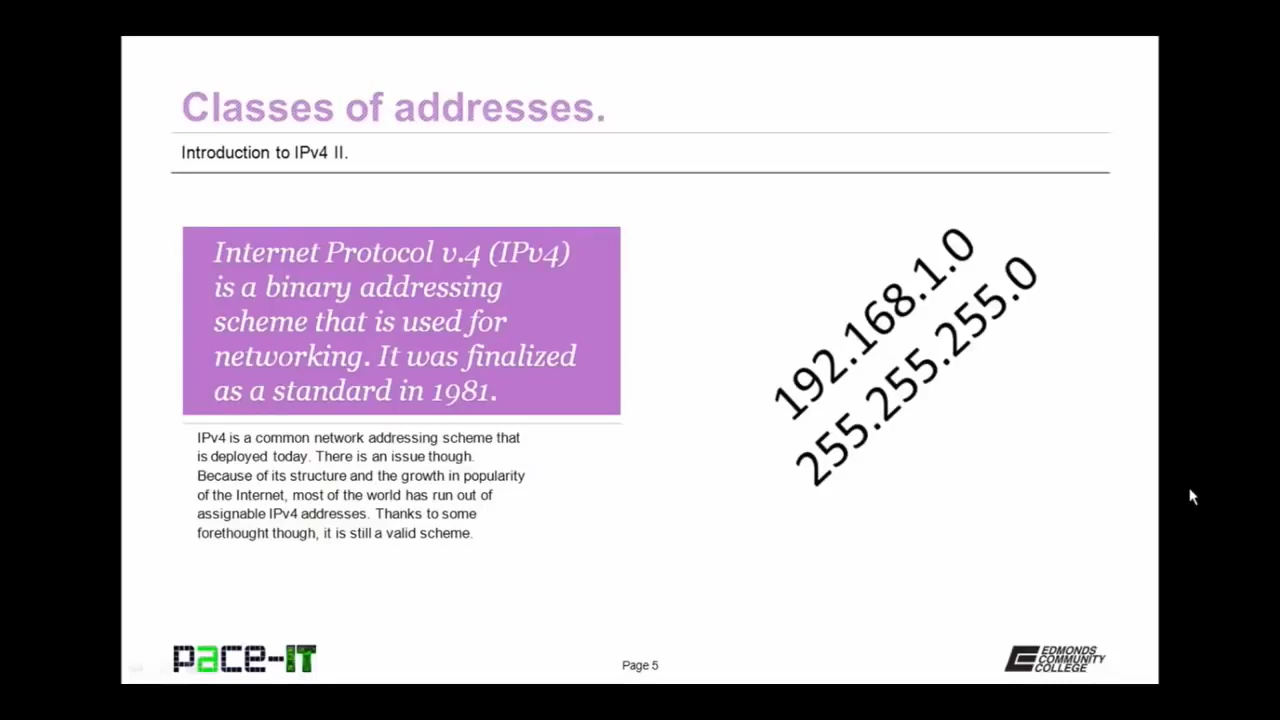 Classes of addresses.
Introduction to IPv4 II.
Internet Protocol v.4 (IPv4)
is a binary addressing
scheme that is used for
networking. It was finalized
as a standard in 1981.
IPv4 is a common network addressing scheme that
is deployed today. There is an issue though.
Because of its structure and the growth in popularity
of the Internet, most of the world has run out of
assignable IPv4 addresses. Thanks to some
forethought though, it is still a valid scheme.
192.168.1.0
255.255.255.0
pace-IT
Page 5
EDMONDS
COMMUNITY
COLLEGE